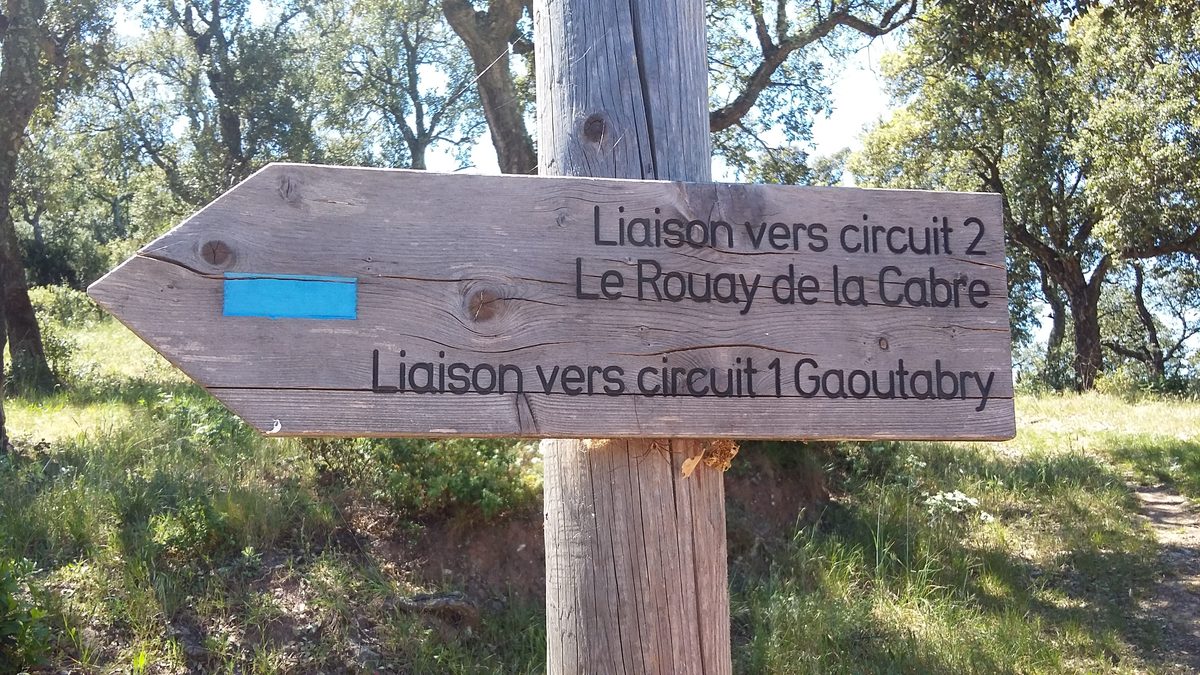 Liaison vers circuit 2
Le Rouay de la Cabre
Liaison vers circuit 1 Gaoutabry